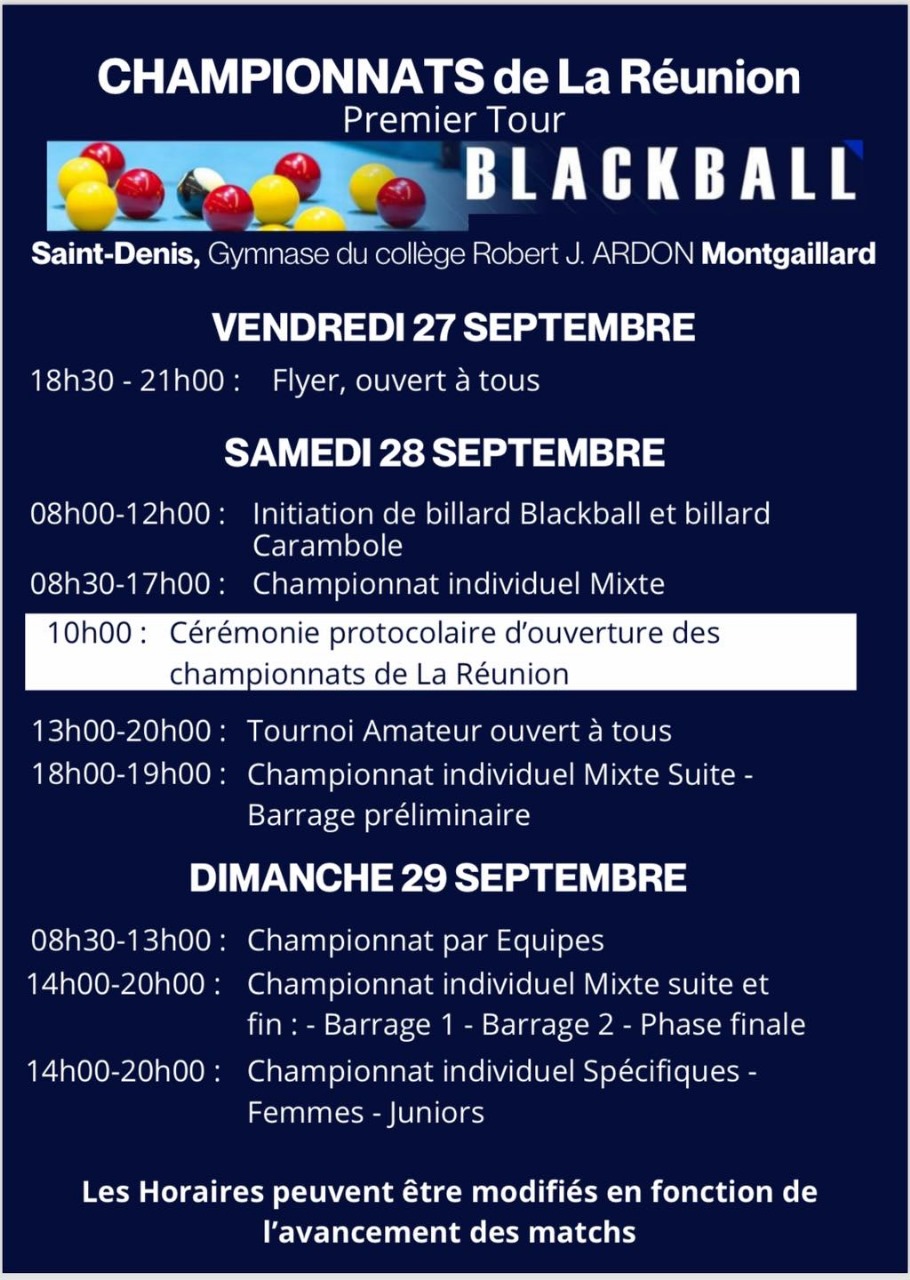 CHAMPIONNATS de La Réunion
Premier Tour
BLACKBALL
Saint-Denis, Gymnase du collège Robert J. ARDON Montgaillard
VENDREDI 27 SEPTEMBRE
18h30 - 21h00 : Flyer, ouvert à tous
SAMEDI 28 SEPTEMBRE
08h00-12h00 : Initiation de billard Blackball et billard
Carambole
08h30-17h00 : Championnat individuel Mixte
10h00 : Cérémonie protocolaire d’ouverture des
championnats de La Réunion
13h00-20h00 : Tournoi Amateur ouvert à tous
18h00-19h00 : Championnat individuel Mixte Suite -
Barrage préliminaire
DIMANCHE 29 SEPTEMBRE
08h30-13h00 : Championnat par Equipes
14h00-20h00 : Championnat individuel Mixte suite et
fin : - Barrage 1 - Barrage 2 - Phase finale
14h00-20h00 : Championnat individuel Spécifiques -
Femmes - Juniors
Les Horaires peuvent être modifiés en fonction de
l’avancement des matchs